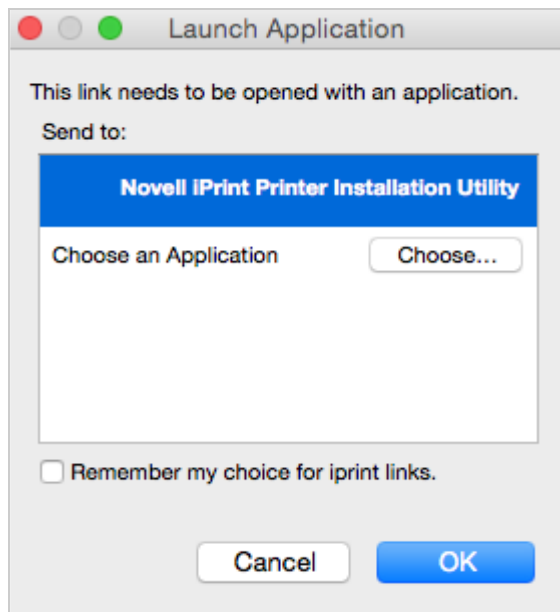 Launch Application
This link needs to be opened with an application.
Send to:
Novell iPrint Printer Installation Utility
Choose an Application Choose...
Remember my choice for iprint links.
Cancel OK